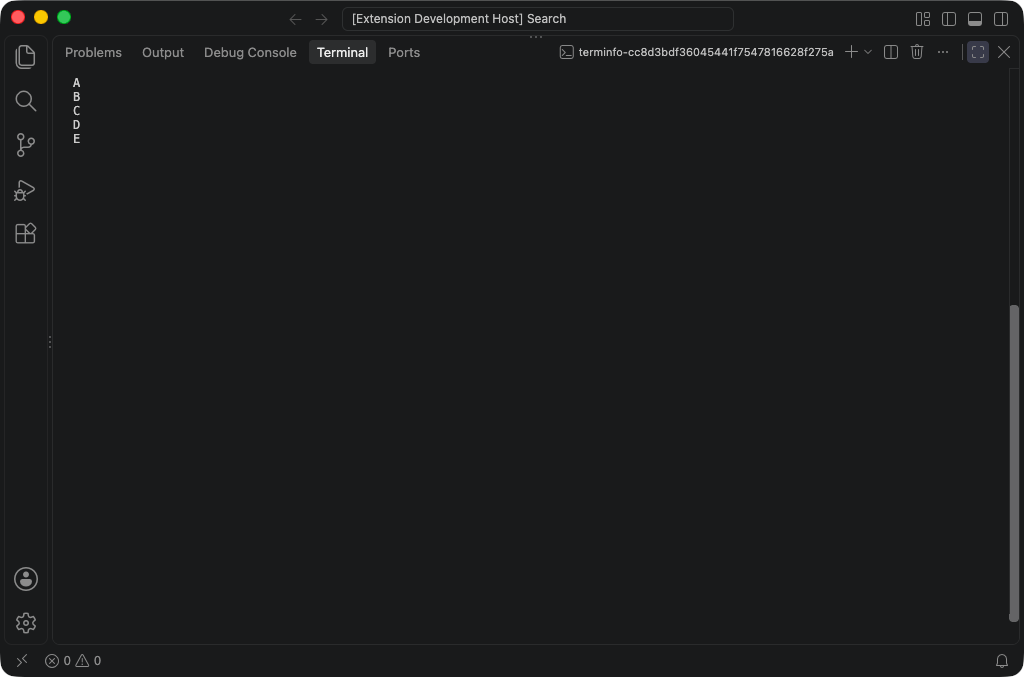 [Extension Development Host] Search
Problems Output Debug Console Terminal Ports terminfo-cc8d3bdf36045441f7547816628f275a
A
B
C
D
E
0 0